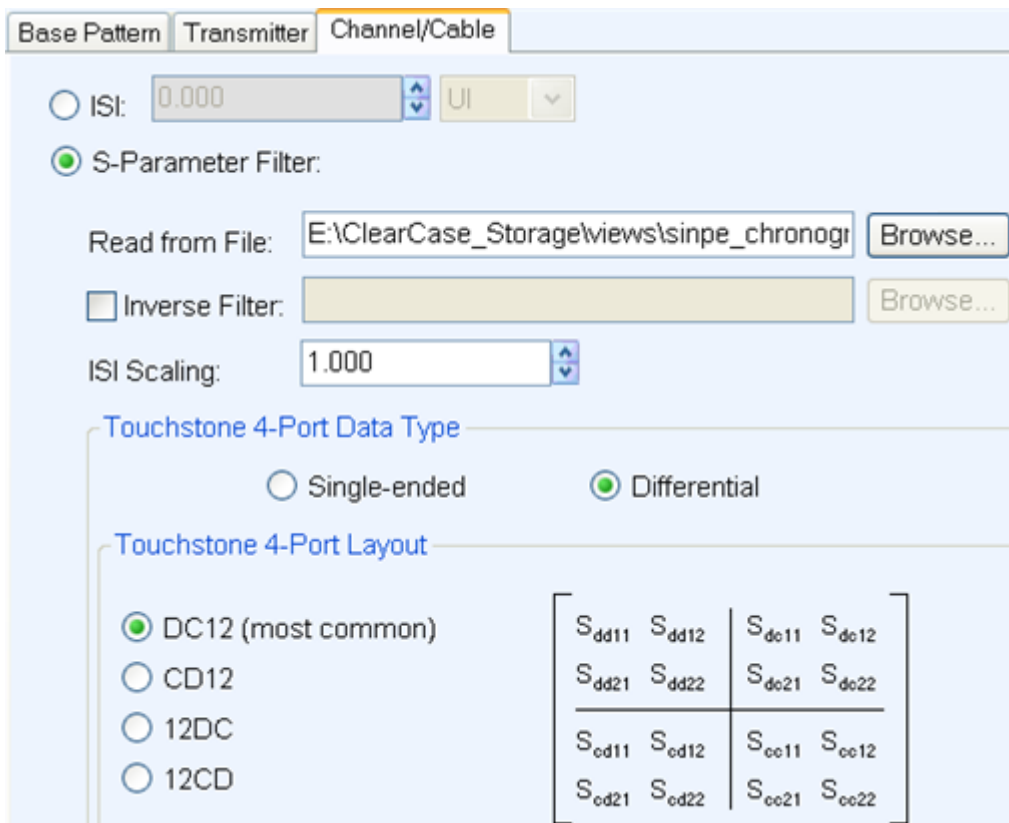 Base Pattern Transmitter Channel/Cable
ISI: 0.000 UI
S-Parameter Filter:
Read from File: E:\ClearCase_Storage\views\sinpe_chronogr Browse...
Inverse Filter: Browse...
ISI Scaling: 1.000
Touchstone 4-Port Data Type
Single-ended Differential
Touchstone 4-Port Layout
DC12 (most common)
CD12
12DC
12CD
Sdd11 Sdd12 Sdc11 Sdc12
Sdd21 Sdd22 Sdc21 Sdc22
Scd11 Scd12 Scc11 Scc12
Scd21 Scd22 Scc21 Scc22